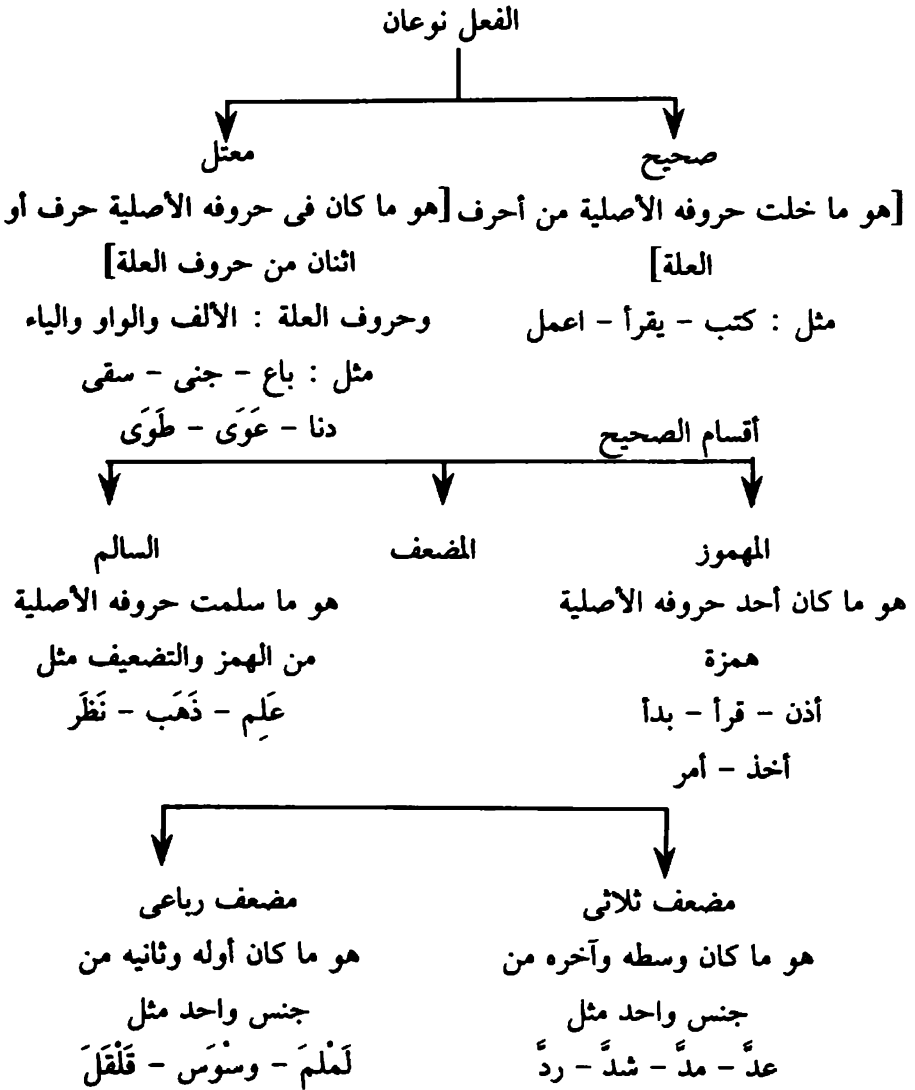 الفعل نوعان
صحيح
[هو ما خلت حروفه الأصلية من أحرف
العلة]
مثل : كتب - يقرأ - اعمل
معتل
[هو ما كان فى حروفه الأصلية حرف أو
اثنان من حروف العلة]
وحروف العلة : الألف والواو والياء
مثل : باع - جنى - سقى
دنا - عَوَى - طَوَى
أقسام الصحيح
المهموز
هو ما كان أحد حروفه الأصلية
همزة
أذن - قرأ - بدأ
أخذ - أمر
المضعف
السالم
هو ما سلمت حروفه الأصلية
من الهمز والتضعيف مثل
عَلِم - ذَهَب - نَظَر
مضعف ثلاثى
هو ما كان وسطه وآخره من
جنس واحد مثل
عدَّ - مدَّ - شدَّ - ردَّ
مضعف رباعى
هو ما كان أوله وثانيه من
جنس واحد مثل
لَمْلمَ - وسْوَس - قَلْقَلَ